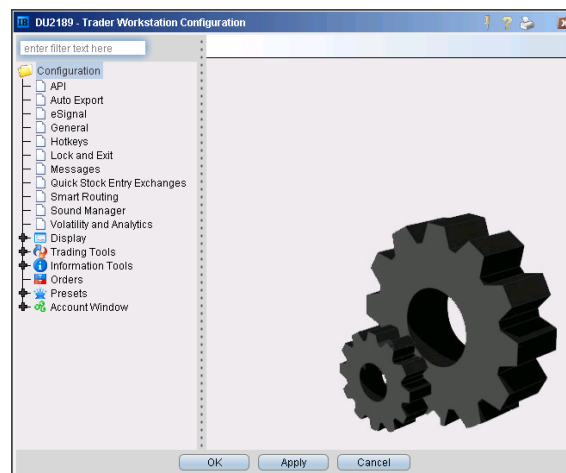 DU2189 - Trader Workstation Configuration
enter filter text here
Configuration
API
Auto Export
eSignal
General
Hotkeys
Lock and Exit
Messages
Quick Stock Entry Exchanges
Smart Routing
Sound Manager
Volatility and Analytics
Display
Trading Tools
Information Tools
Orders
Presets
Account Window
OK Apply Cancel